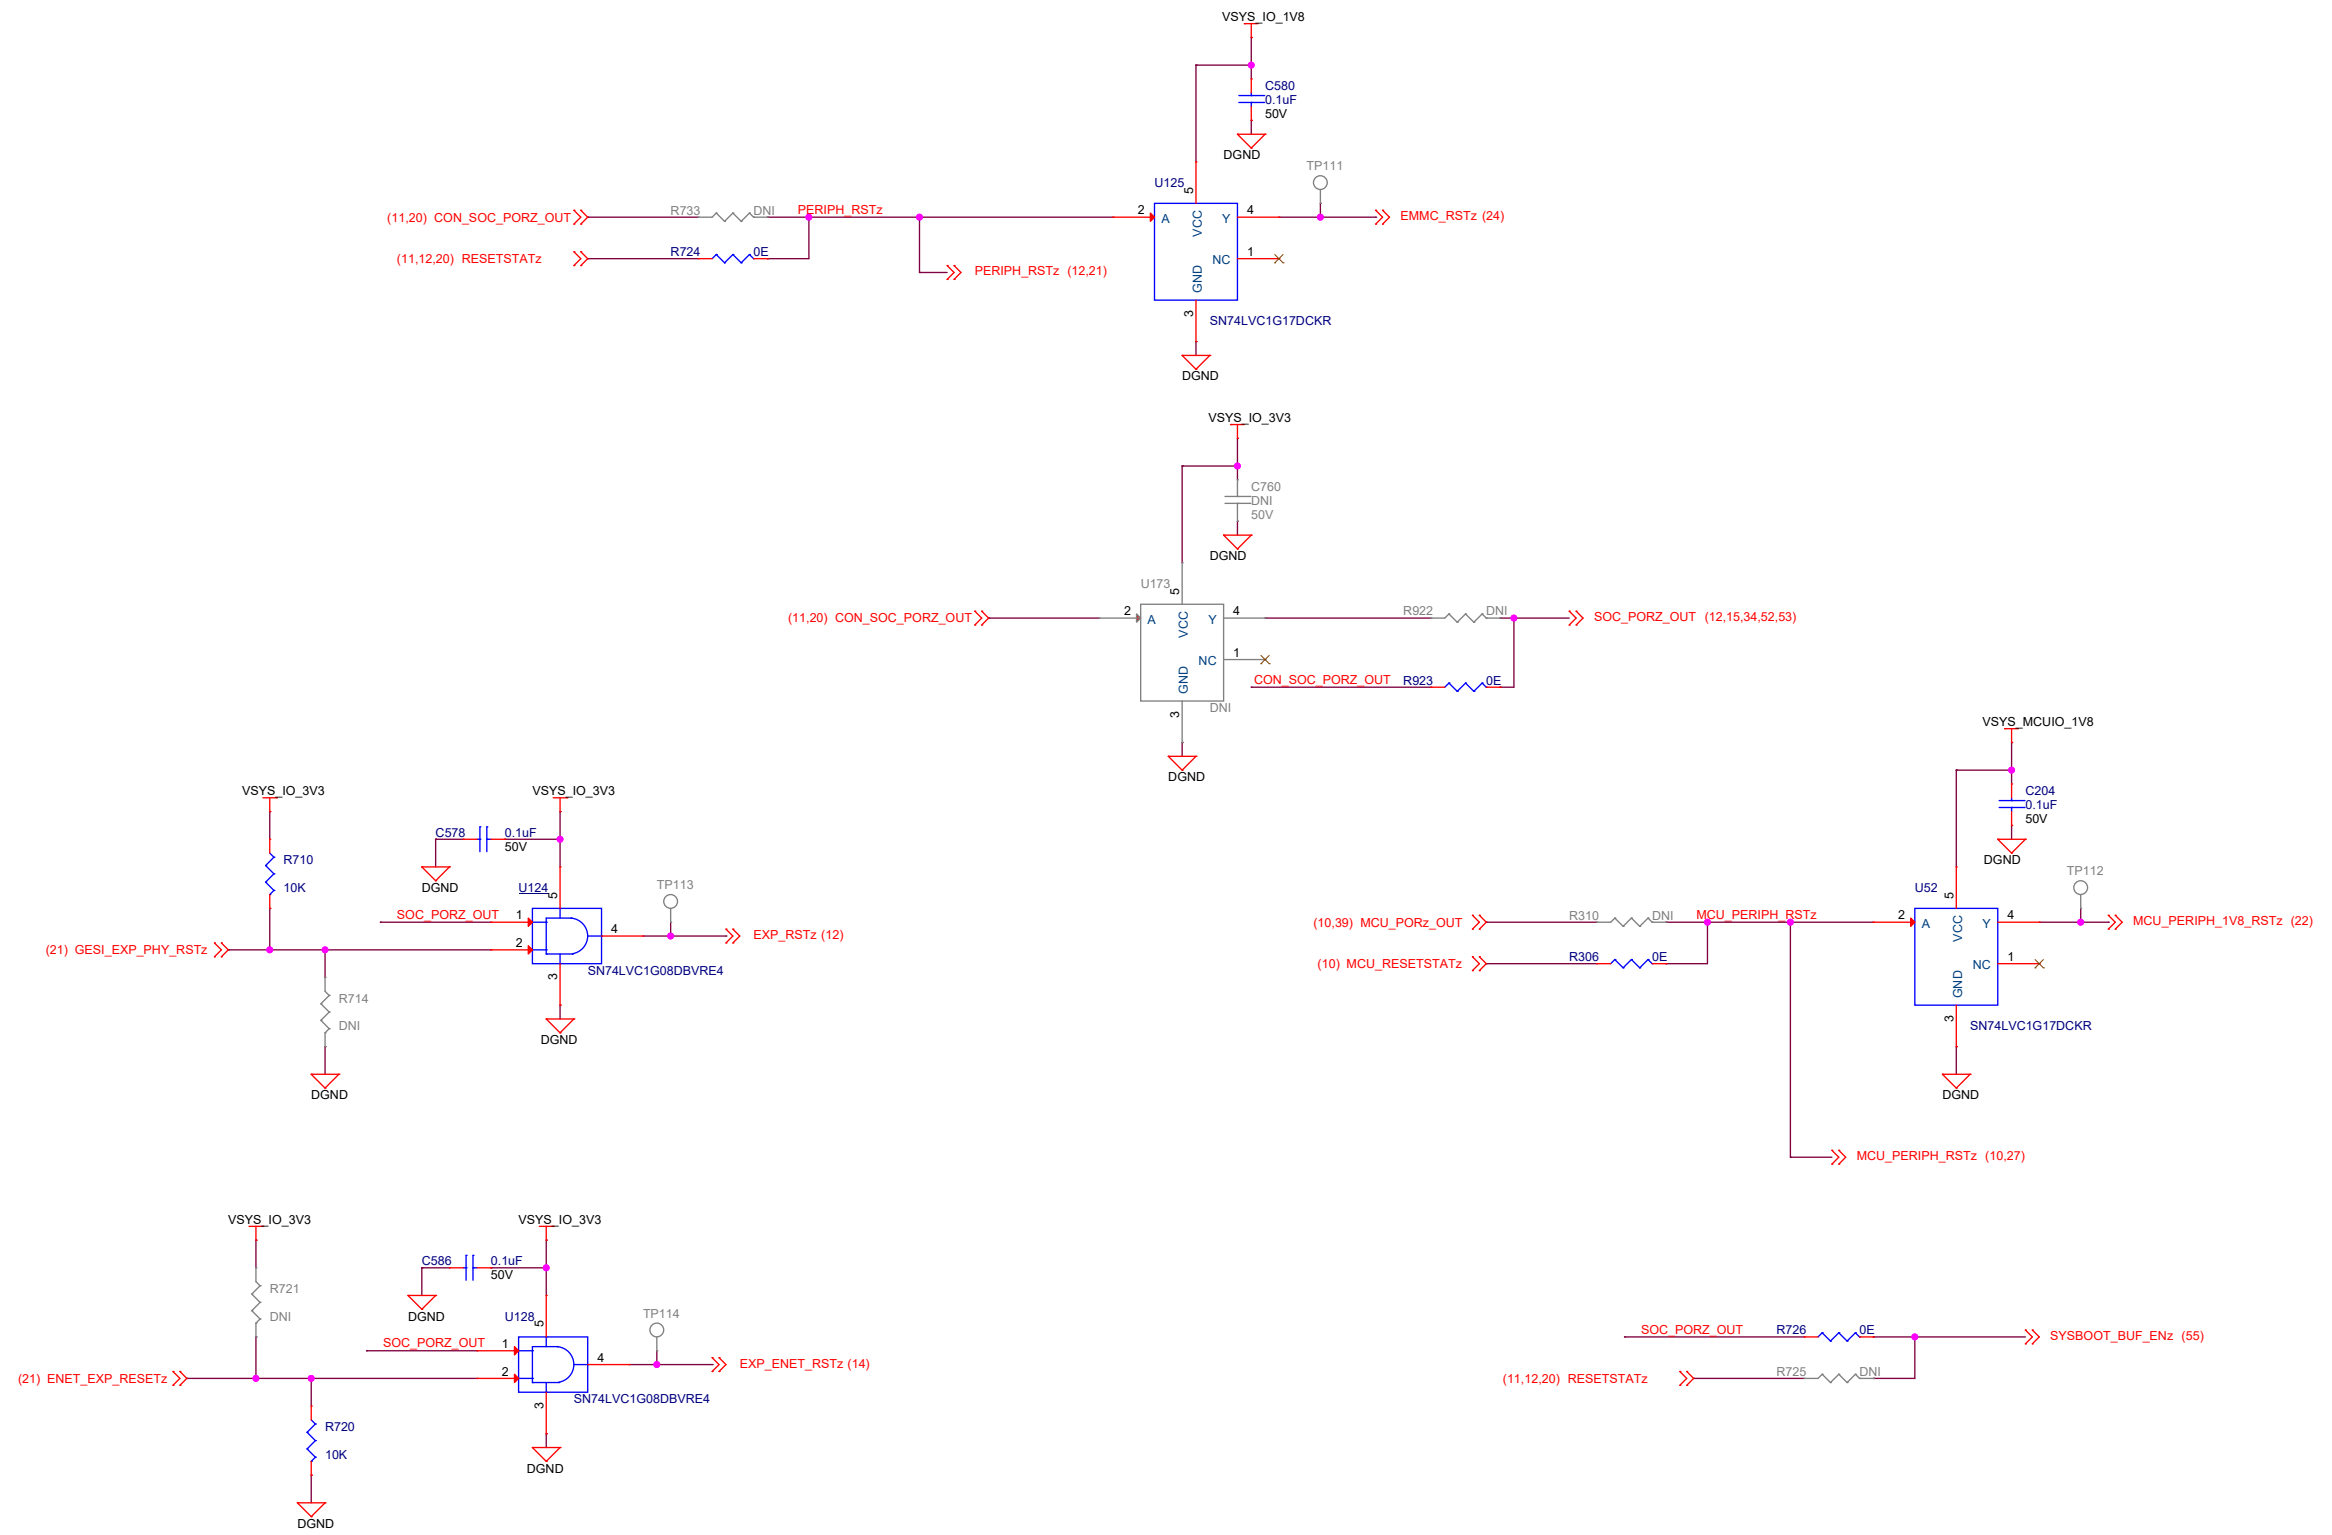 VSYS_IO_1V8
C580
0.1uF
50V
DGND
TP111
U125
5
(11,20) CON_SOC_PORZ_OUT
R733
DNI
PERIPH_RSTz
2
A
VCC
Y
4
EMMC_RSTz (24)
(11,12,20) RESETSTATz
R724
0E
NC
1
PERIPH_RSTz (12,21)
GND
3
SN74LVC1G17DCKR
DGND
VSYS_IO_3V3
C760
DNI
50V
DGND
U173
5
(11,20) CON_SOC_PORZ_OUT
2
A
VCC
Y
4
R922
DNI
SOC_PORZ_OUT (12,15,34,52,53)
NC
1
CON_SOC_PORZ_OUT
R923
0E
GND
3
DNI
DGND
VSYS_MCUIO_1V8
C204
0.1uF
50V
DGND
TP112
U52
5
(10,39) MCU_PORz_OUT
R310
DNI
MCU_PERIPH_RSTz
2
A
VCC
Y
4
MCU_PERIPH_1V8_RSTz (22)
(10) MCU_RESETSTATz
R306
0E
NC
1
GND
3
SN74LVC1G17DCKR
DGND
MCU_PERIPH_RSTz (10,27)
VSYS_IO_3V3
VSYS_IO_3V3
C578
0.1uF
50V
R710
10K
DGND
U124
5
TP113
SOC_PORZ_OUT
1
4
EXP_RSTz (12)
(21) GESI_EXP_PHY_RSTz
2
3
SN74LVC1G08DBVRE4
R714
DNI
DGND
DGND
VSYS_IO_3V3
VSYS_IO_3V3
C586
0.1uF
50V
R721
DNI
DGND
U128
5
TP114
SOC_PORZ_OUT
1
4
EXP_ENET_RSTz (14)
(21) ENET_EXP_RESETz
2
3
SN74LVC1G08DBVRE4
R720
10K
DGND
DGND
SOC_PORZ_OUT
R726
0E
SYSBOOT_BUF_ENz (55)
(11,12,20) RESETSTATz
R725
DNI